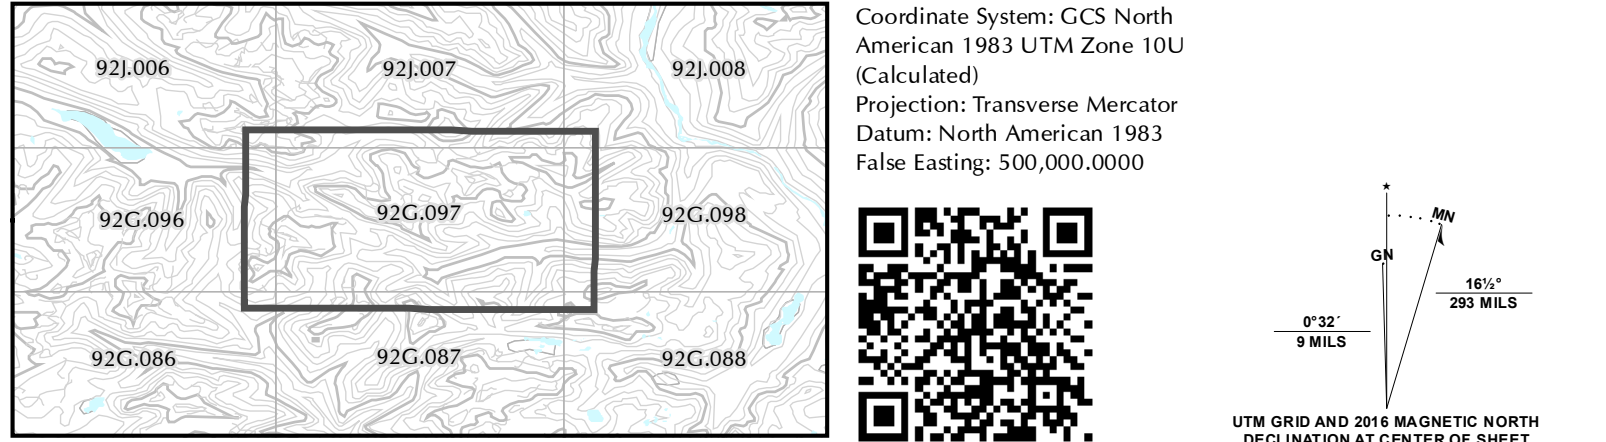 92J.006
92J.007
92J.008
92G.096
92G.097
92G.098
92G.086
92G.087
92G.088
Coordinate System: GCS North
American 1983 UTM Zone 10U
(Calculated)
Projection: Transverse Mercator
Datum: North American 1983
False Easting: 500,000.0000
MN
GN
16½°
293 MILS
0°32´
9 MILS
UTM GRID AND 2016 MAGNETIC NORTH
DECLINATION AT CENTER OF SHEET